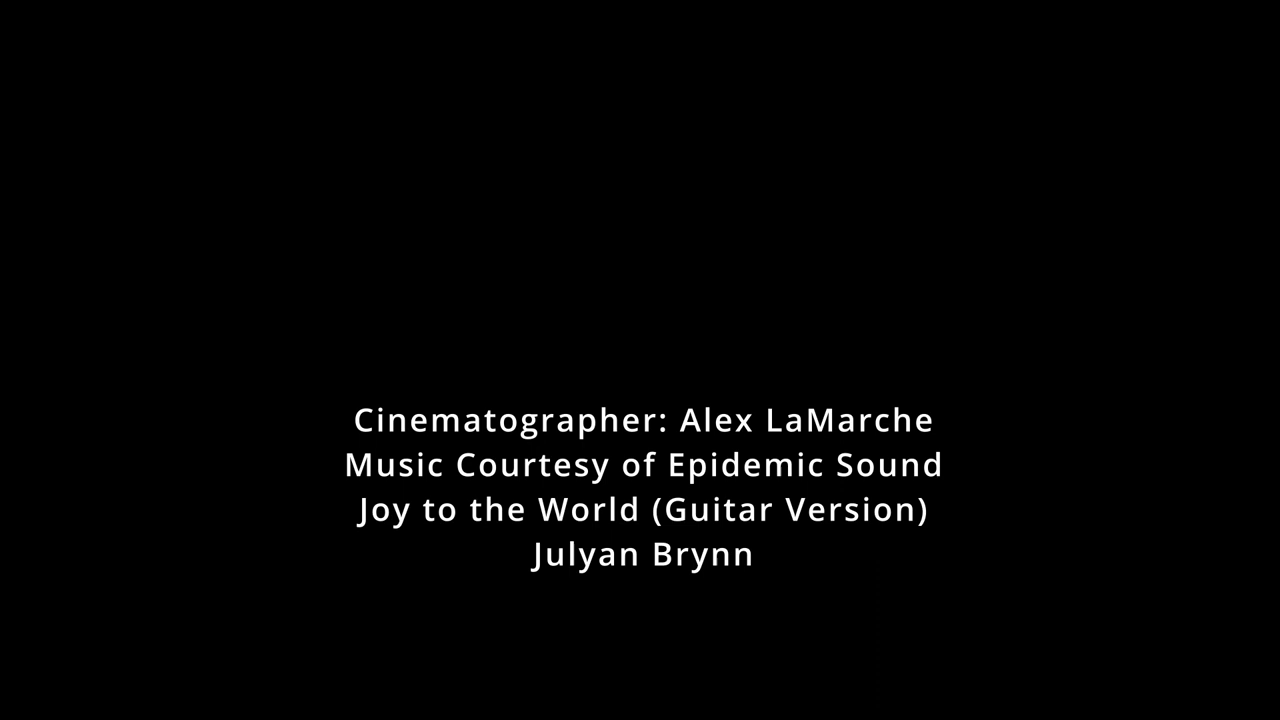 Cinematographer: Alex LaMarche
Music Courtesy of Epidemic Sound
Joy to the World (Guitar Version)
Julyan Brynn